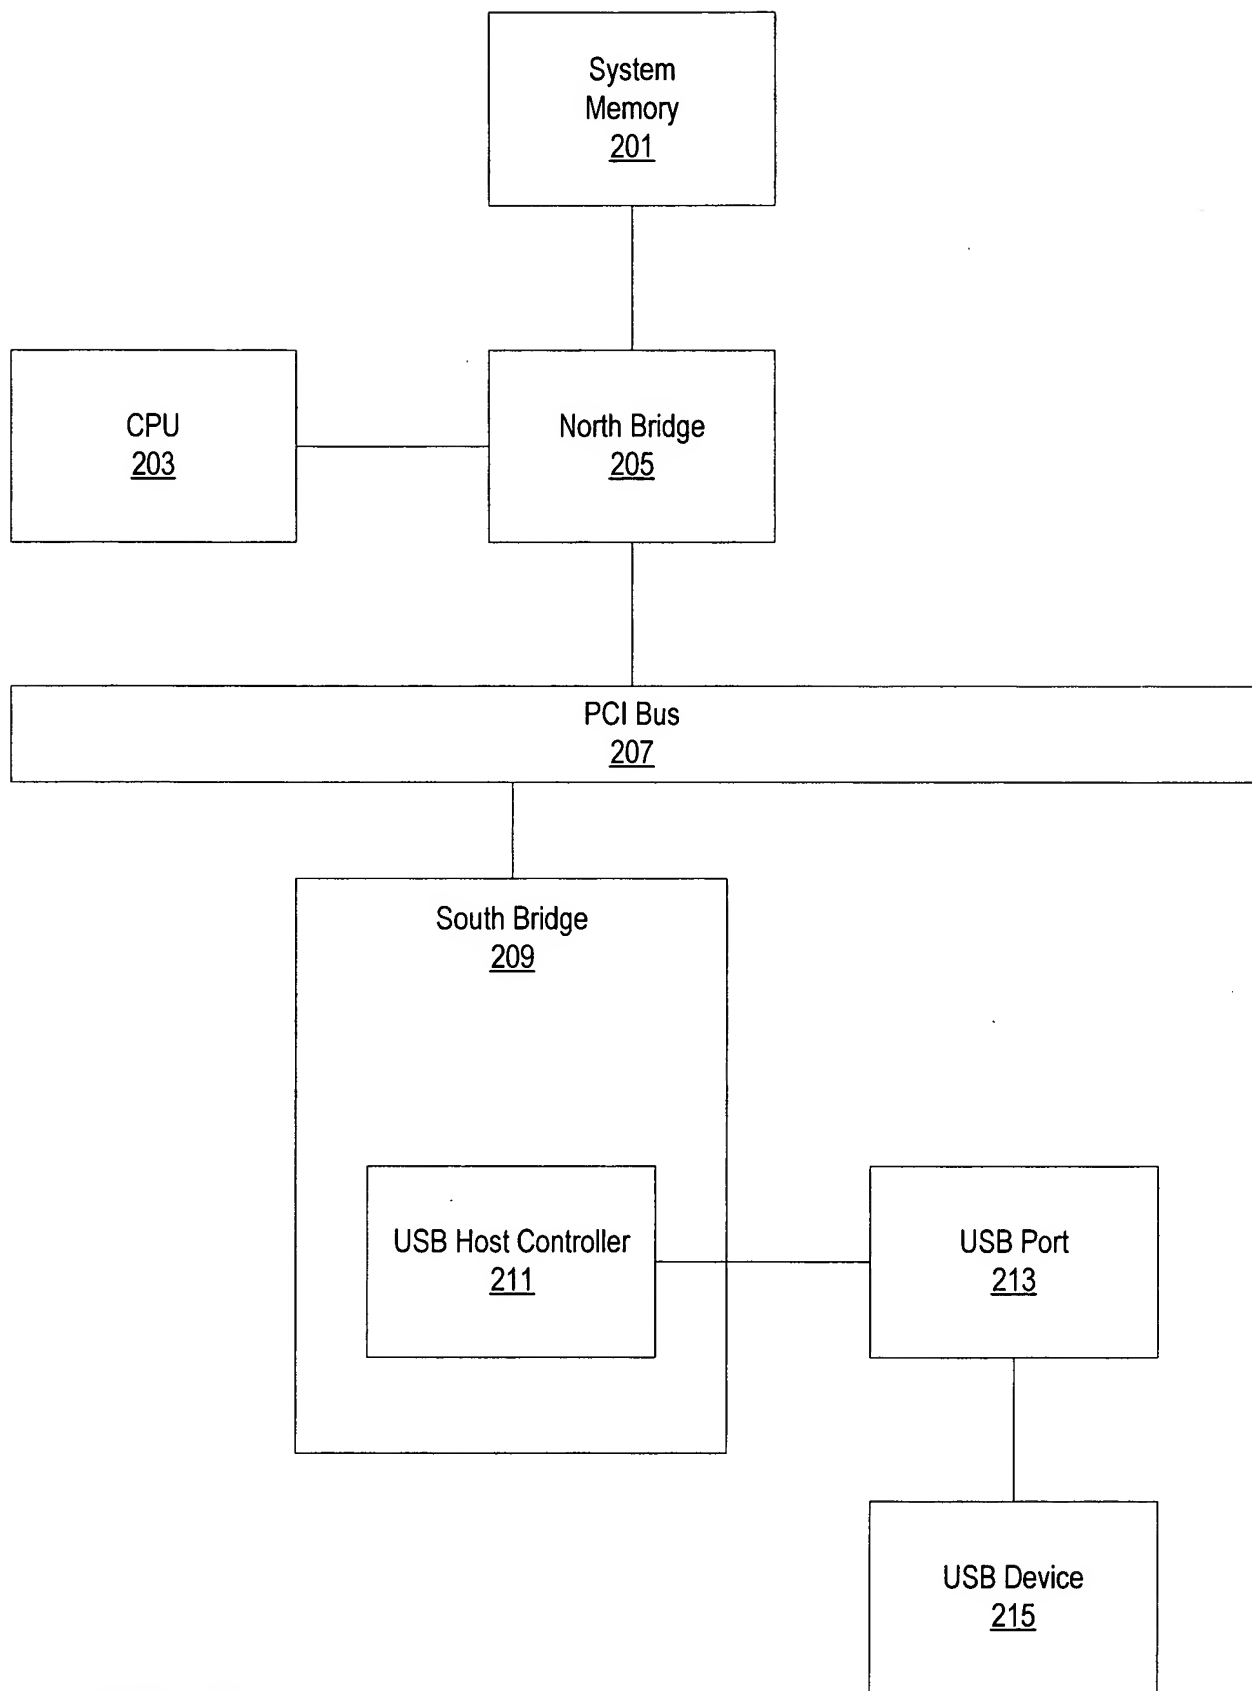 System
Memory
201
CPU
203
North Bridge
205
PCI Bus
207
South Bridge
209
USB Host Controller
211
USB Port
213
USB Device
215